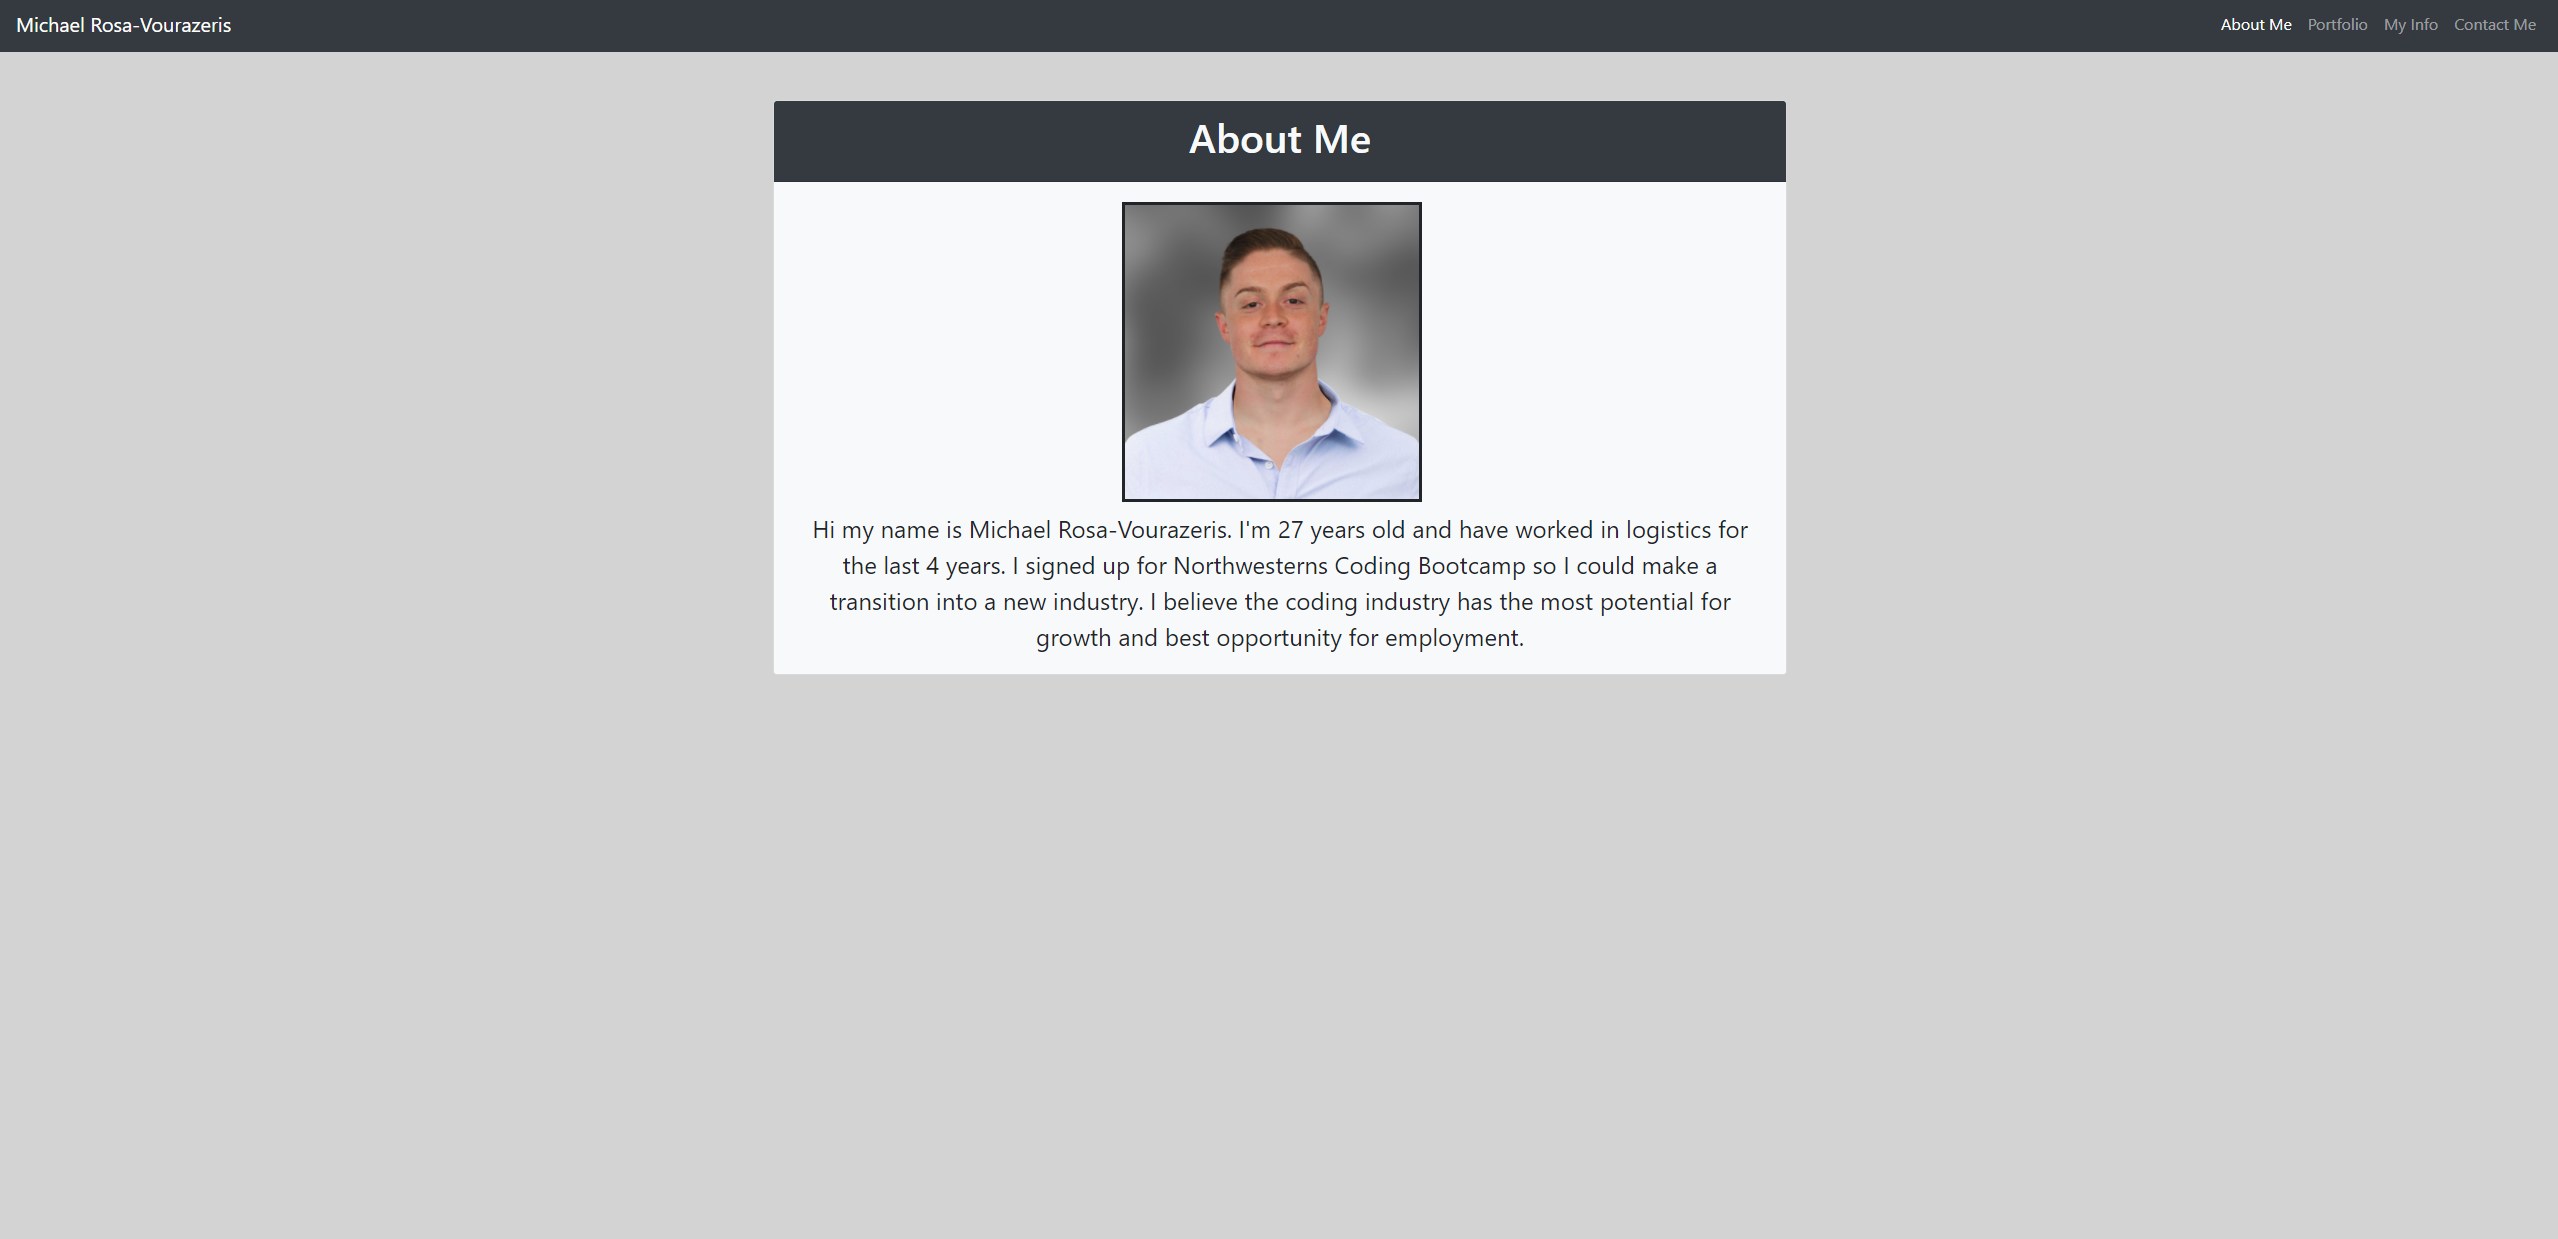 Michael Rosa-Vourazeris
About Me Portfolio My Info Contact Me
About Me
Hi my name is Michael Rosa-Vourazeris. I'm 27 years old and have worked in logistics for
the last 4 years. I signed up for Northwesterns Coding Bootcamp so I could make a
transition into a new industry. I believe the coding industry has the most potential for
growth and best opportunity for employment.